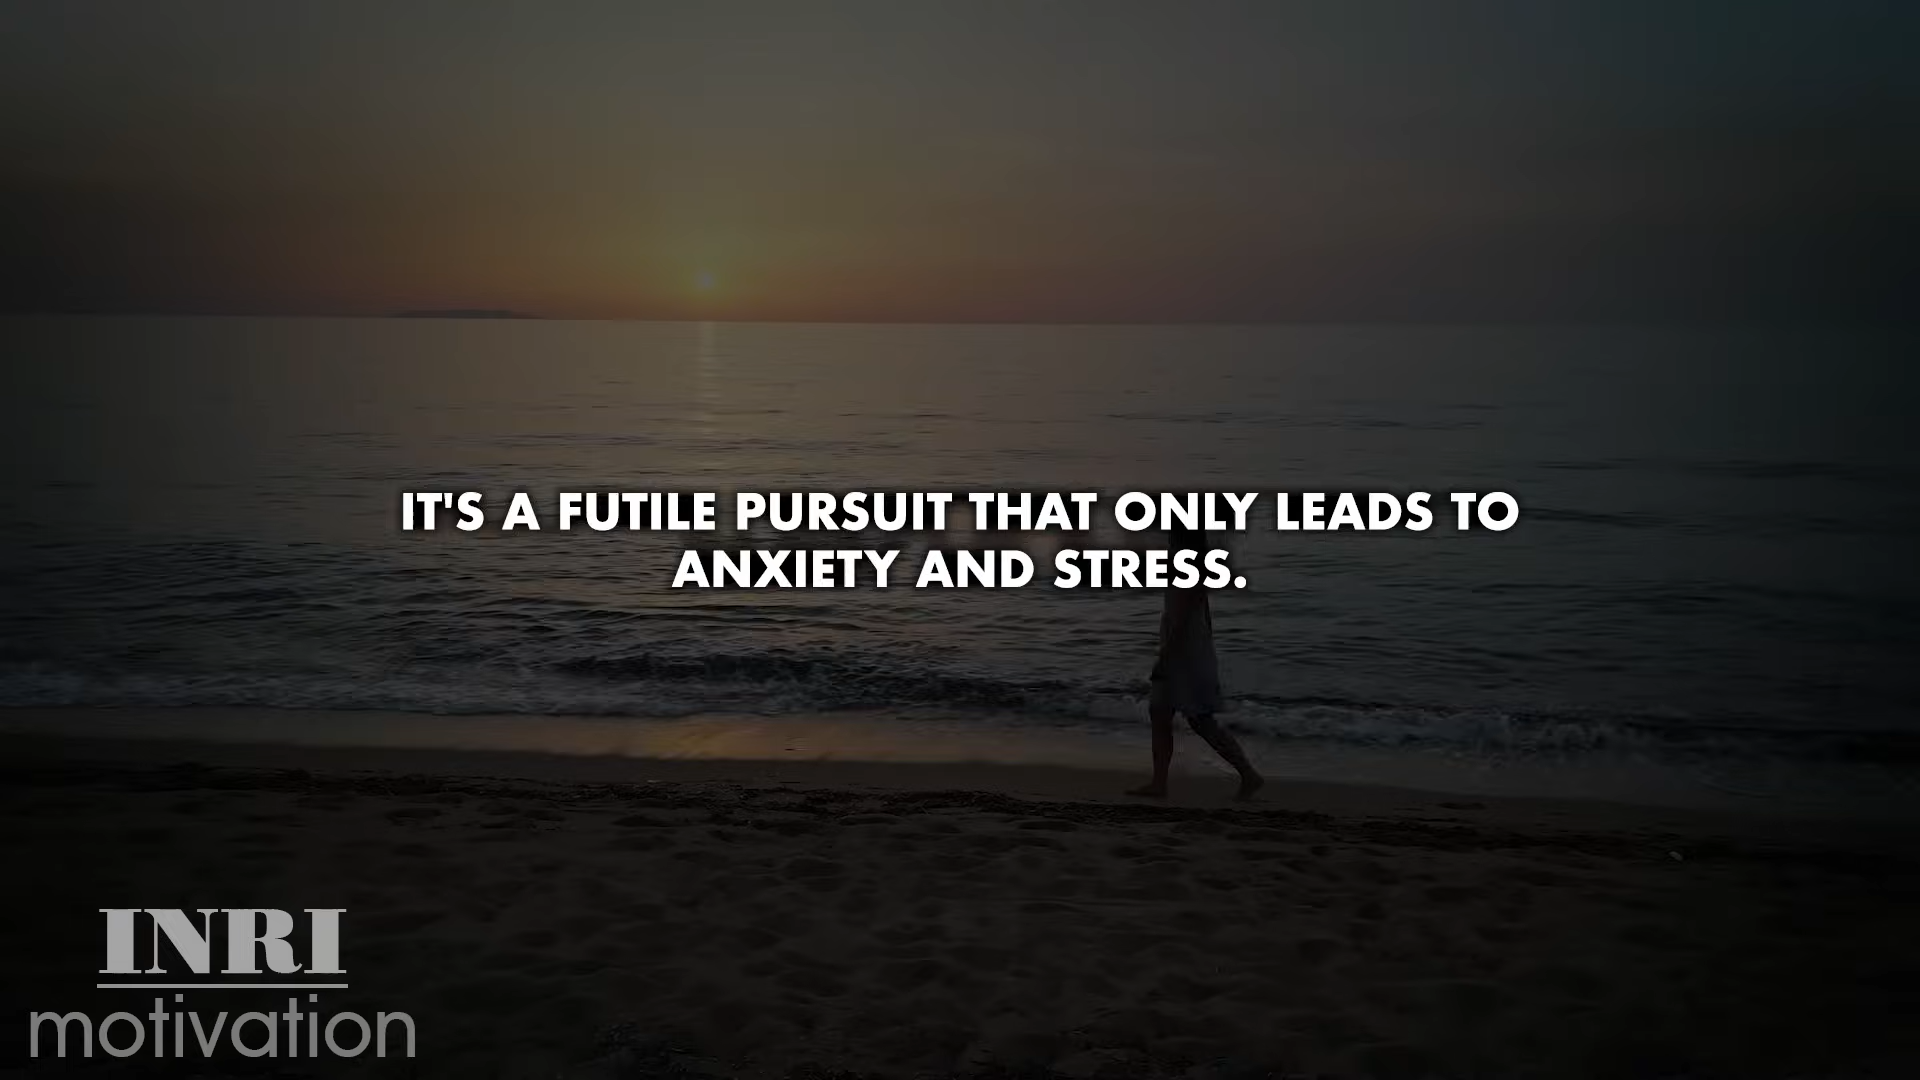 IT'S A FUTILE PURSUIT THAT ONLY LEADS TO
ANXIETY AND STRESS.
INRI
motivation